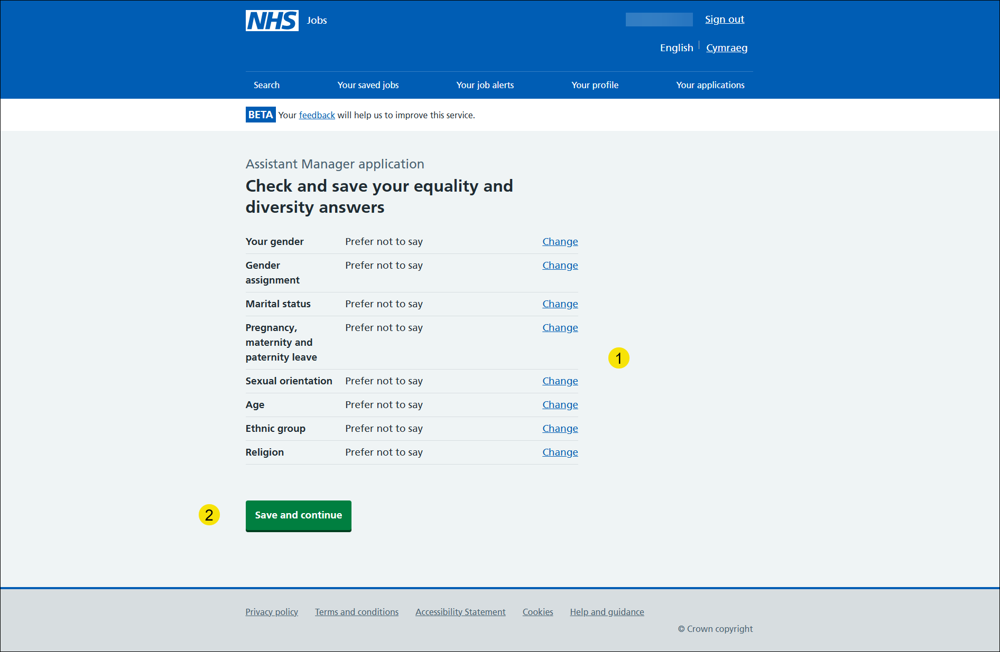 NHS Jobs
Sign out
English Cymraeg
Search Your saved jobs Your job alerts Your profile Your applications
BETA Your feedback will help us to improve this service.
Assistant Manager application
Check and save your equality and
diversity answers
Your gender Prefer not to say Change
Gender Prefer not to say Change
assignment
Marital status Prefer not to say Change
Pregnancy, Prefer not to say Change
maternity and
paternity leave
1
Sexual orientation Prefer not to say Change
Age Prefer not to say Change
Ethnic group Prefer not to say Change
Religion Prefer not to say Change
2 Save and continue
Privacy policy Terms and conditions Accessibility Statement Cookies Help and guidance
© Crown copyright